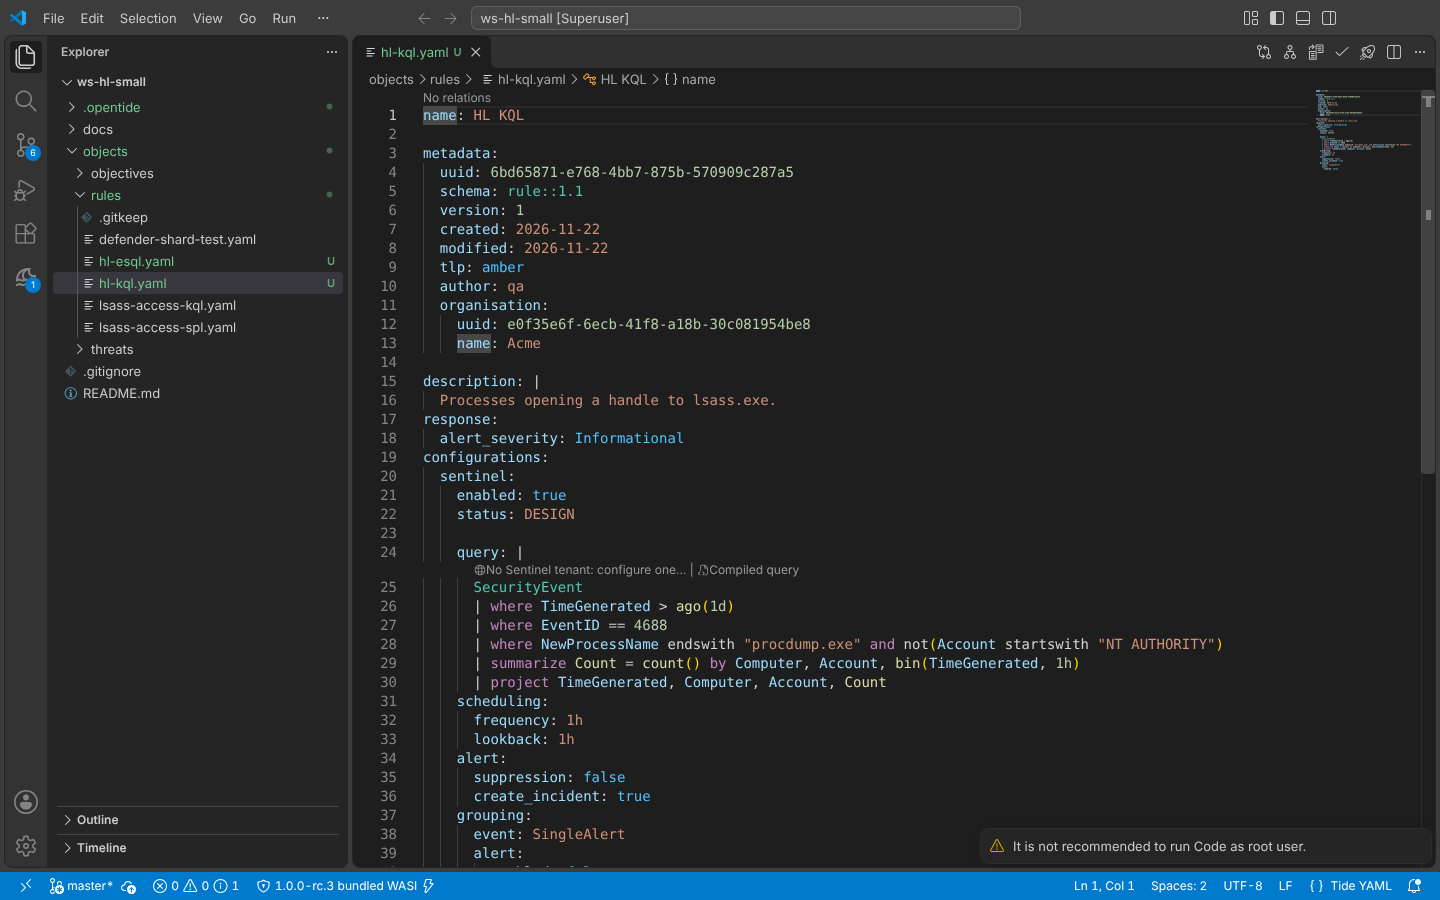 File Edit Selection View Go Run ···
ws-hl-small [Superuser]
Explorer
ws-hl-small
.opentide
docs
objects
objectives
rules
.gitkeep
defender-shard-test.yaml
hl-esql.yaml U
hl-kql.yaml U
lsass-access-kql.yaml
lsass-access-spl.yaml
threats
.gitignore
README.md
Outline
Timeline
6
1
hl-kql.yaml U
objects > rules > hl-kql.yaml > HL KQL > { } name
No relations
1 name: HL KQL
2
3 metadata:
4 uuid: 6bd65871-e768-4bb7-875b-570909c287a5
5 schema: rule::1.1
6 version: 1
7 created: 2026-11-22
8 modified: 2026-11-22
9 tlp: amber
10 author: qa
11 organisation:
12 uuid: e0f35e6f-6ecb-41f8-a18b-30c081954be8
13 name: Acme
14
15 description: |
16 Processes opening a handle to lsass.exe.
17 response:
18 alert_severity: Informational
19 configurations:
20 sentinel:
21 enabled: true
22 status: DESIGN
23
24 query: |
No Sentinel tenant: configure one... | Compiled query
25 SecurityEvent
26 | where TimeGenerated > ago(1d)
27 | where EventID == 4688
28 | where NewProcessName endswith "procdump.exe" and not(Account startswith "NT AUTHORITY")
29 | summarize Count = count() by Computer, Account, bin(TimeGenerated, 1h)
30 | project TimeGenerated, Computer, Account, Count
31 scheduling:
32 frequency: 1h
33 lookback: 1h
34 alert:
35 suppression: false
36 create_incident: true
37 grouping:
38 event: SingleAlert
39 alert:
It is not recommended to run Code as root user.
master* 0 0 1 1.0.0-rc.3 bundled WASI
Ln 1, Col 1 Spaces: 2 UTF-8 LF { } Tide YAML